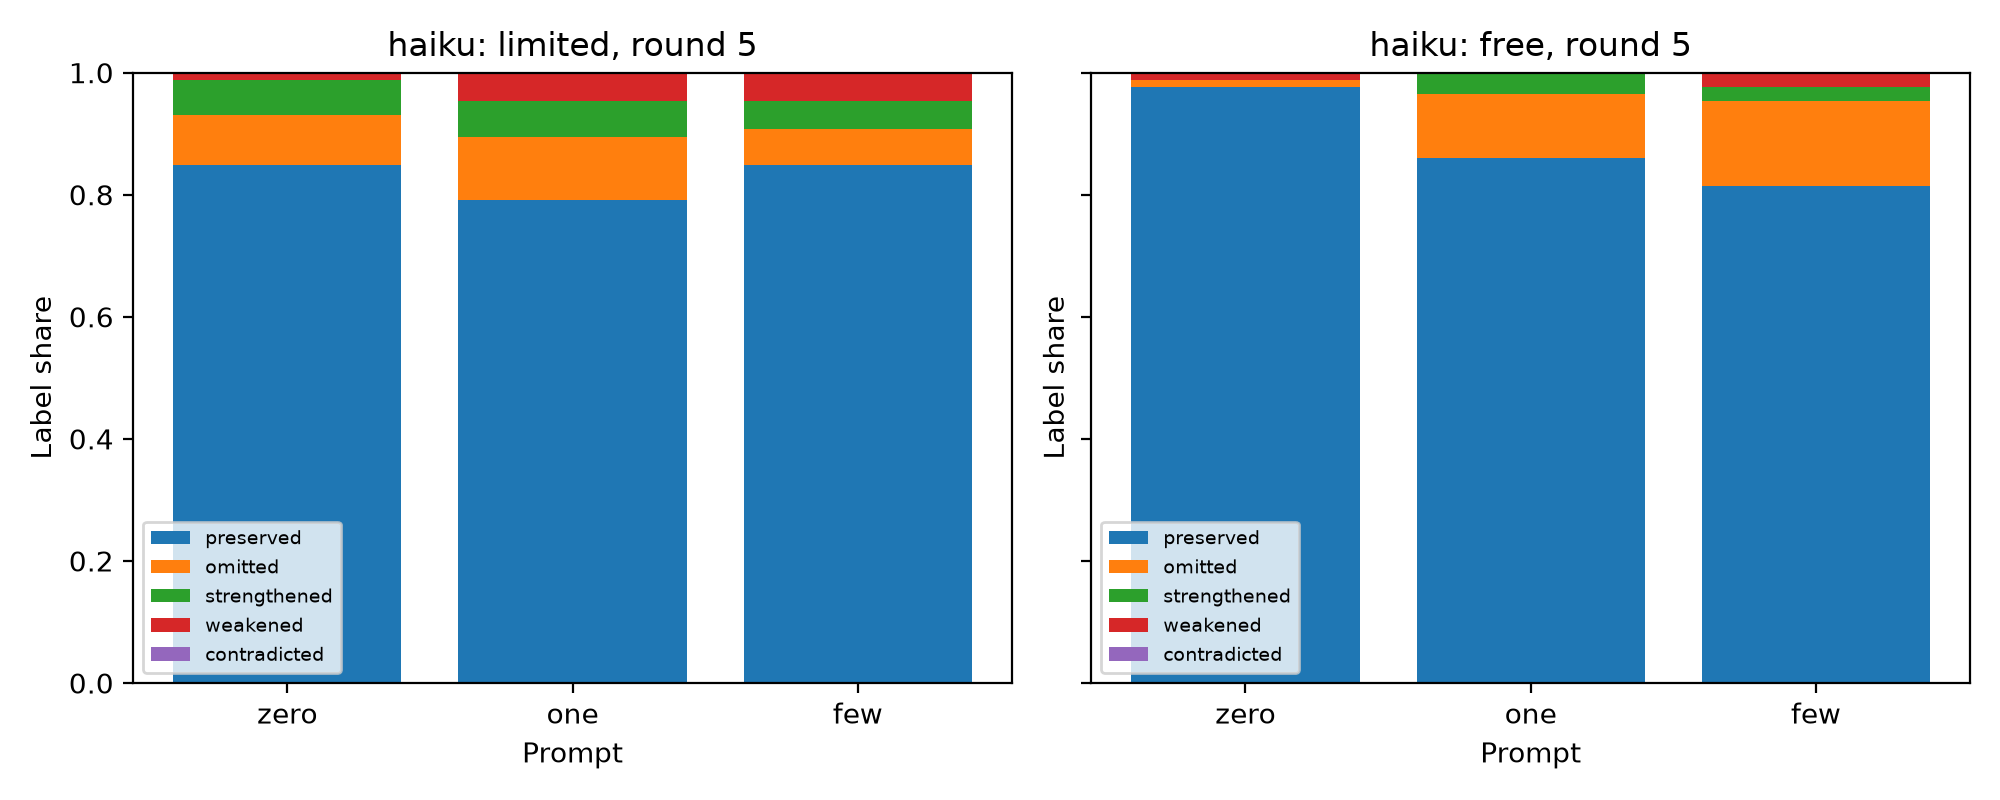 haiku: limited, round 5
1.0
0.8
0.6
0.4
0.2
0.0
Label share
preserved
omitted
strengthened
weakened
contradicted
zero one few
Prompt
haiku: free, round 5
Label share
preserved
omitted
strengthened
weakened
contradicted
zero one few
Prompt